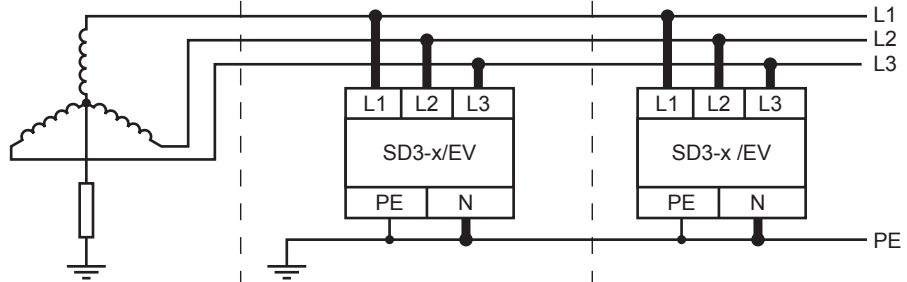 L1
L2
L3
L1 L2 L3
L1 L2 L3
SD3-x/EV
SD3-x /EV
PE N
PE N
PE